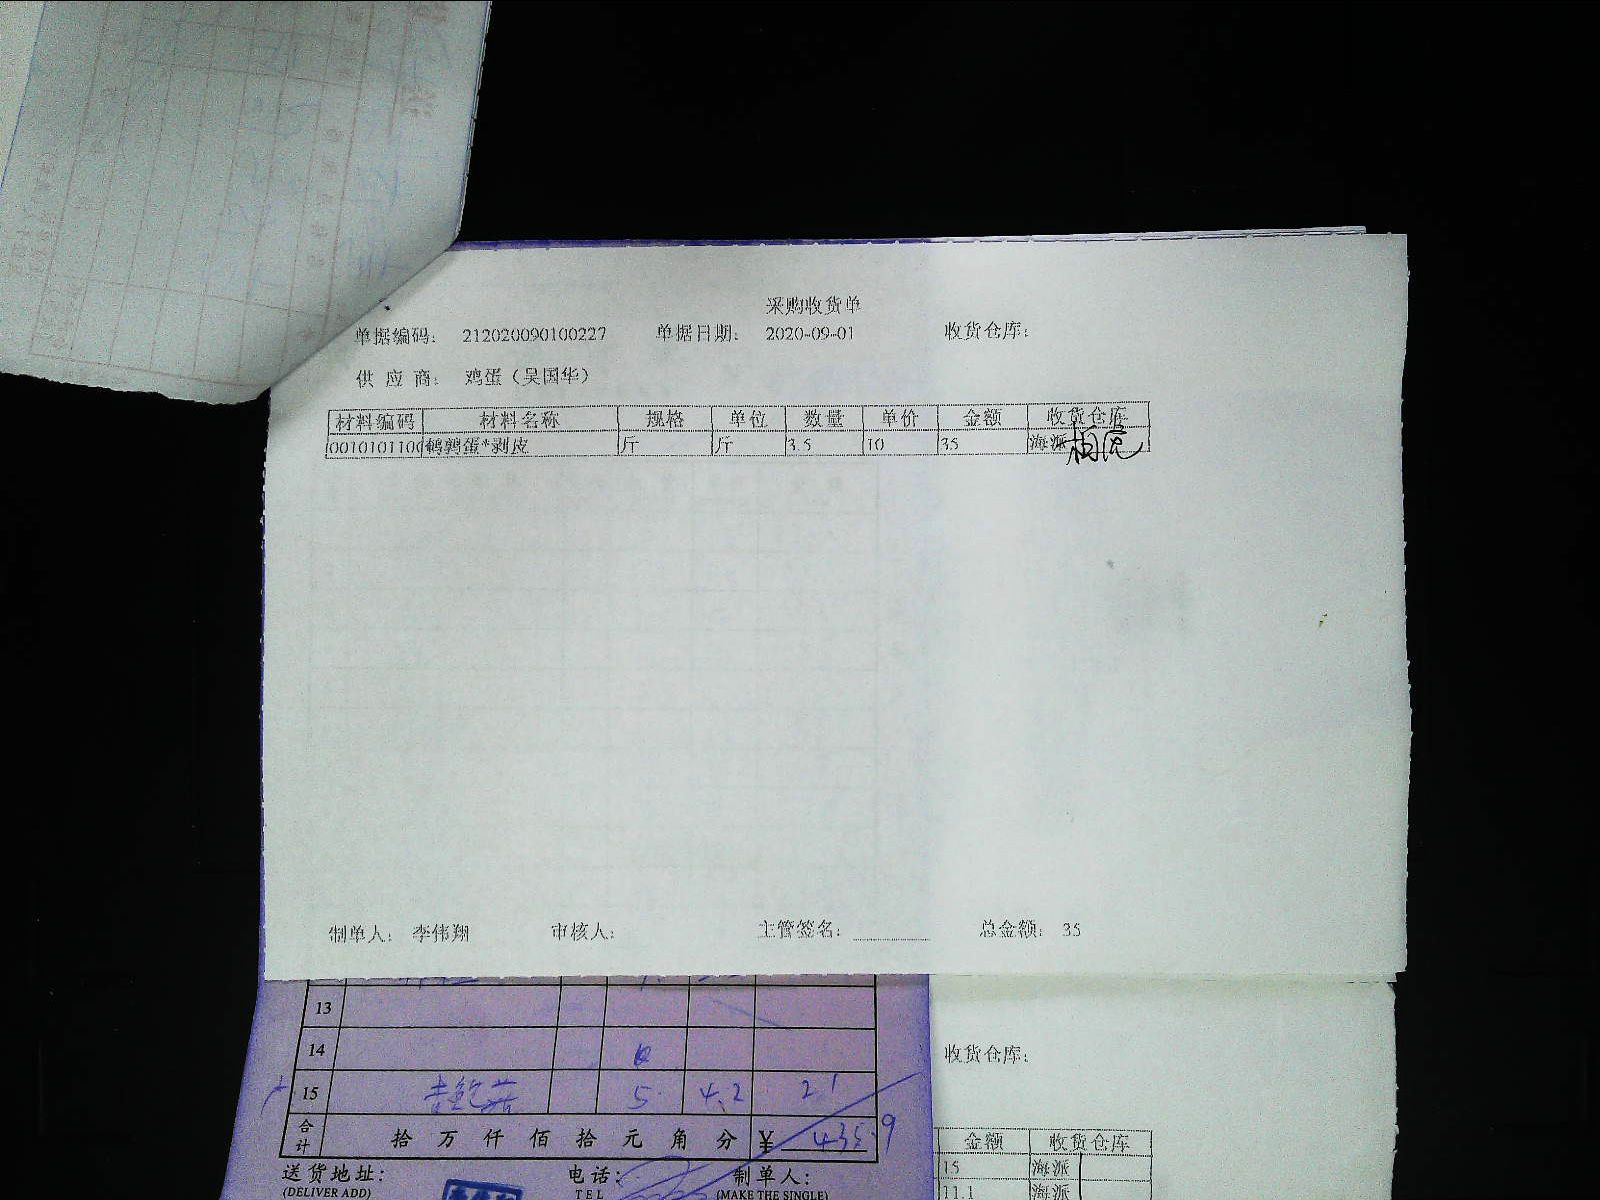 采购收货单
单据编码： 212020090100227 单据日期： 2020-09-01 收货仓库：
供 应 商： 鸡蛋（吴国华）
材料编码 材料名称 规格 单位 数量 单价 金额 收货仓库
0010101100 鹌鹑蛋*剥皮 斤 斤 3.5 10 35 海派
制单人： 李伟翔 审核人： 主管签名： 总金额： 35
13
14
15 5 4.2 21
合计 拾 万 仟 佰 拾 元 角 分 ¥ 435.9
送货地址： 电话： 制单人：
(DELIVER ADD) TEL (MAKE THE SINGLE)
收货仓库：
金额 收货仓库
15 海派
11.1 海派